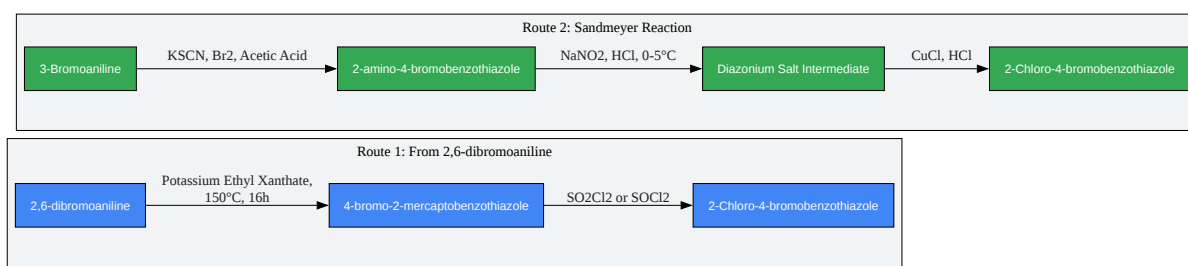 Route 2: Sandmeyer Reaction
3-Bromoaniline
KSCN, Br2, Acetic Acid
2-amino-4-bromobenzothiazole
NaNO2, HCl, 0-5°C
Diazonium Salt Intermediate
CuCl, HCl
2-Chloro-4-bromobenzothiazole
Route 1: From 2,6-dibromoaniline
2,6-dibromoaniline
Potassium Ethyl Xanthate,
150°C, 16h
4-bromo-2-mercaptobenzothiazole
SO2Cl2 or SOCl2
2-Chloro-4-bromobenzothiazole